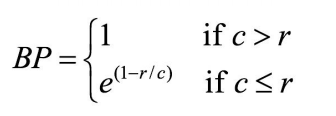 BP = { 1 if c > r
e^(1−r/c) if c ≤ r